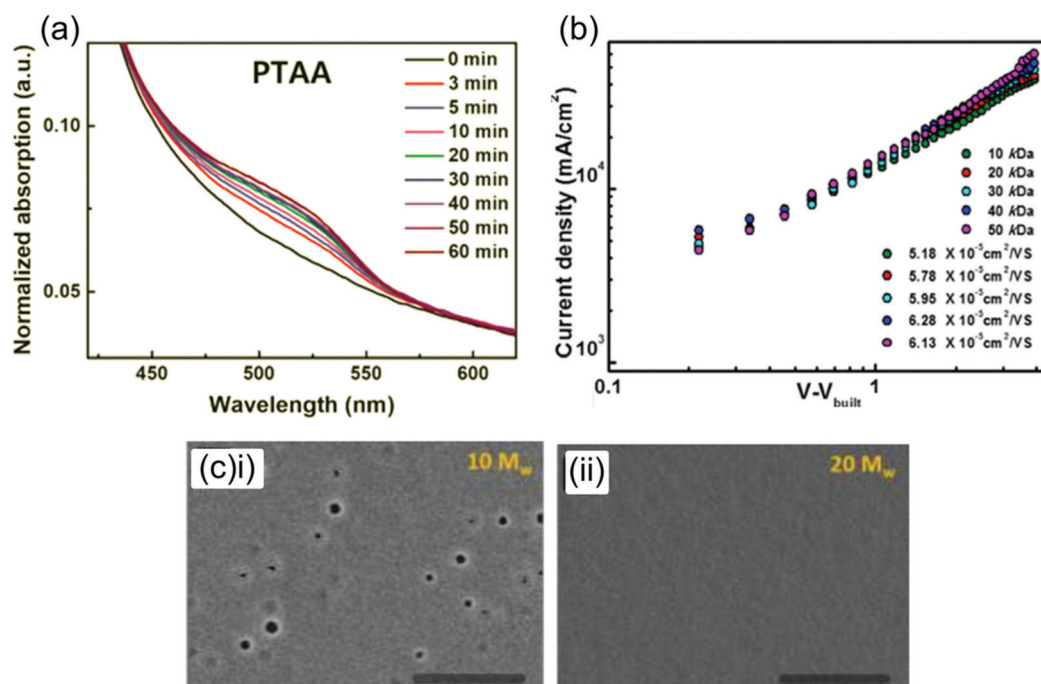 (a)
PTAA
0 min
3 min
5 min
10 min
20 min
30 min
40 min
50 min
60 min
Normalized absorption (a.u.)
0.10
0.05
450
500
550
600
Wavelength (nm)
(b)
10 kDa
20 kDa
30 kDa
40 kDa
50 kDa
5.18 X 10⁻⁵cm²/VS
5.78 X 10⁻⁵cm²/VS
5.95 X 10⁻⁵cm²/VS
6.28 X 10⁻⁵cm²/VS
6.13 X 10⁻⁵cm²/VS
Current density (mA/cm²)
10⁴
10³
0.1
1
V-V_built
(c)i)
10 M_w
(ii)
20 M_w